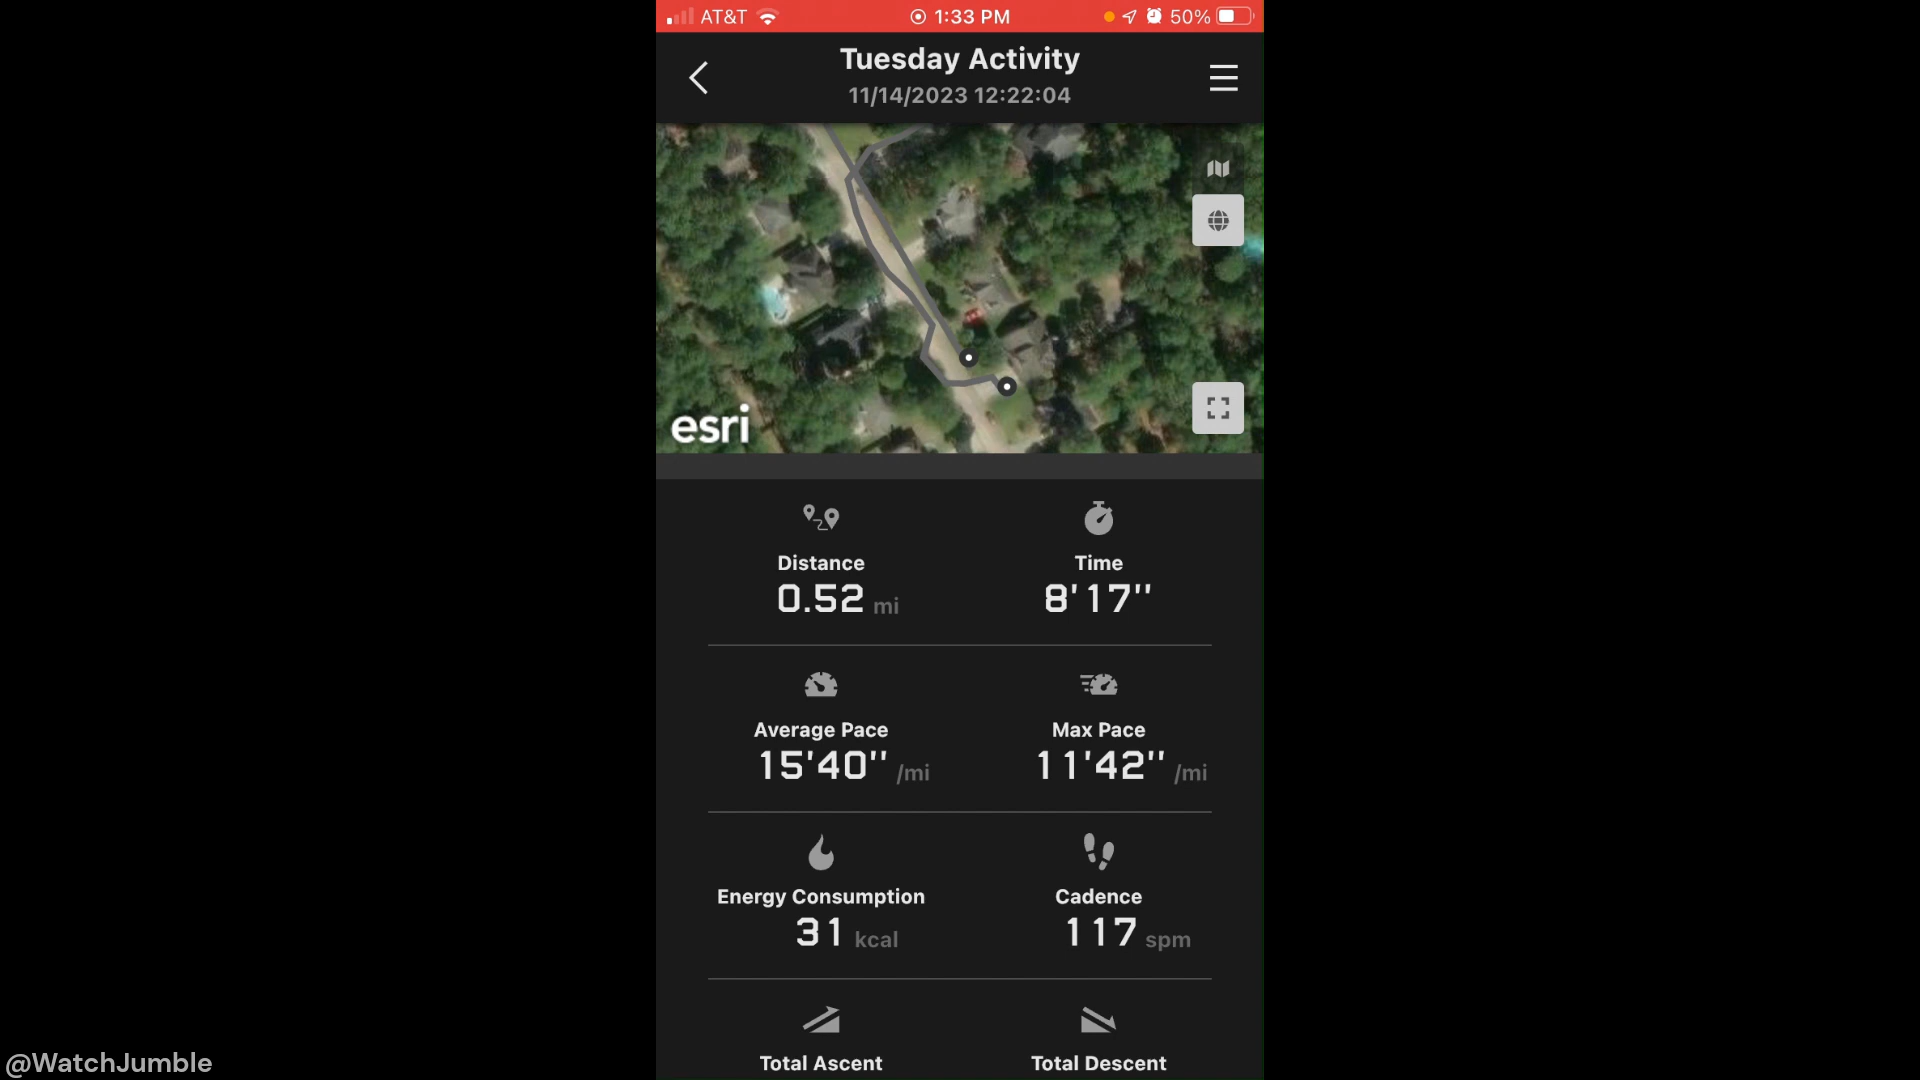 AT&T 1:33 PM 50%
Tuesday Activity
11/14/2023 12:22:04
esri
Distance Time
0.52 mi 8'17"
Average Pace Max Pace
15'40" /mi 11'42" /mi
Energy Consumption Cadence
31 kcal 117 spm
Total Ascent Total Descent
@WatchJumble